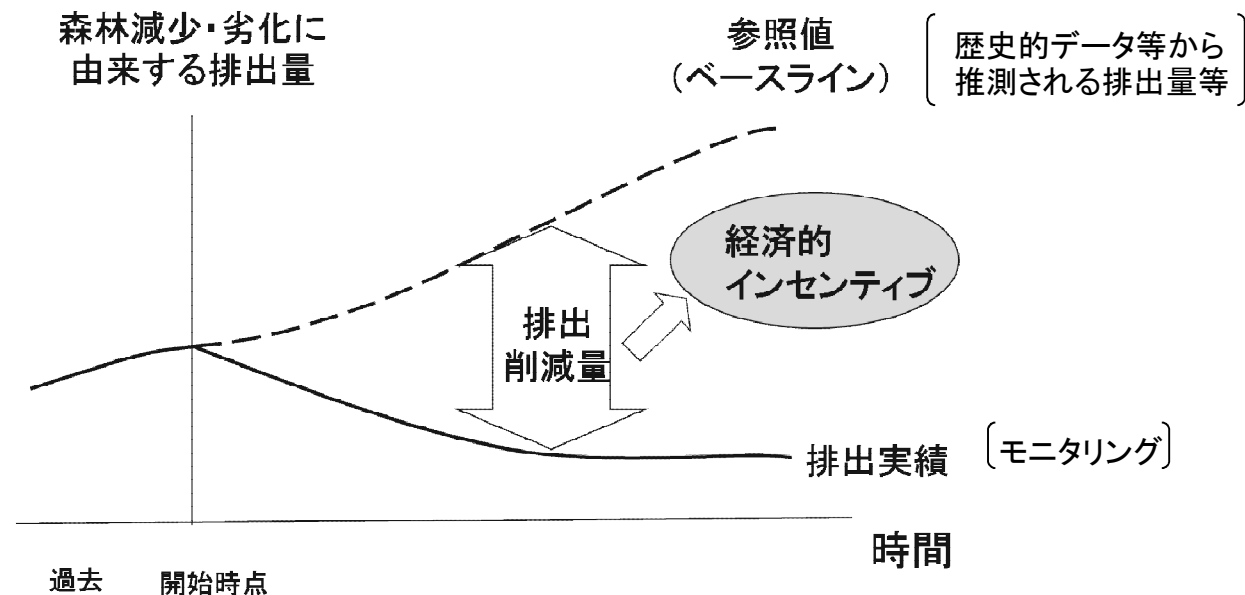 森林減少・劣化に
由来する排出量
参照値
（ベースライン）
歴史的データ等から
推測される排出量等
経済的
インセンティブ
排出
削減量
排出実績
［モニタリング］
時間
過去
開始時点